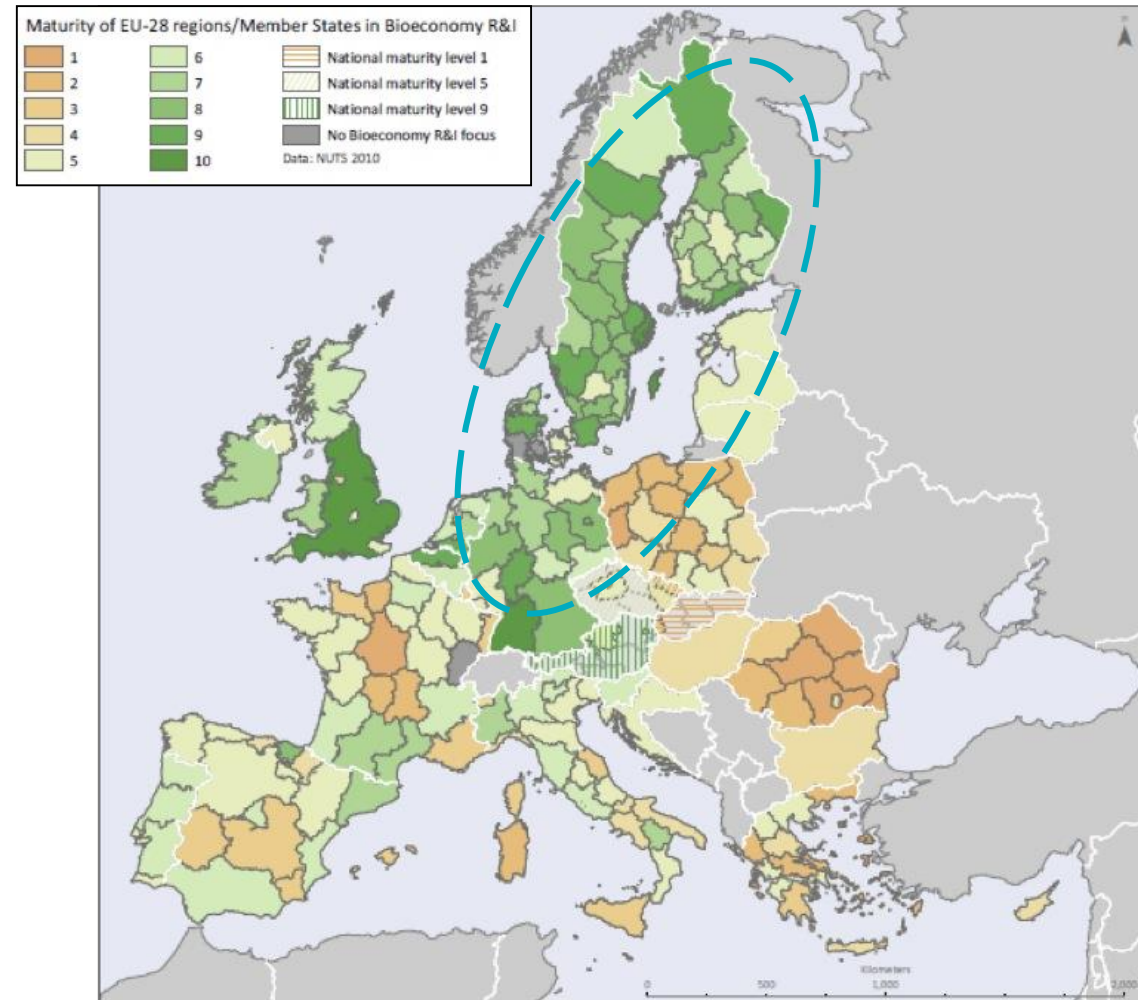 Maturity of EU-28 regions/Member States in Bioeconomy R&I
1
6
National maturity level 1
2
7
National maturity level 5
3
8
National maturity level 9
4
9
No Bioeconomy R&I focus
5
10
Data: NUTS 2010
Kilometers
0
500
1,000
2,000